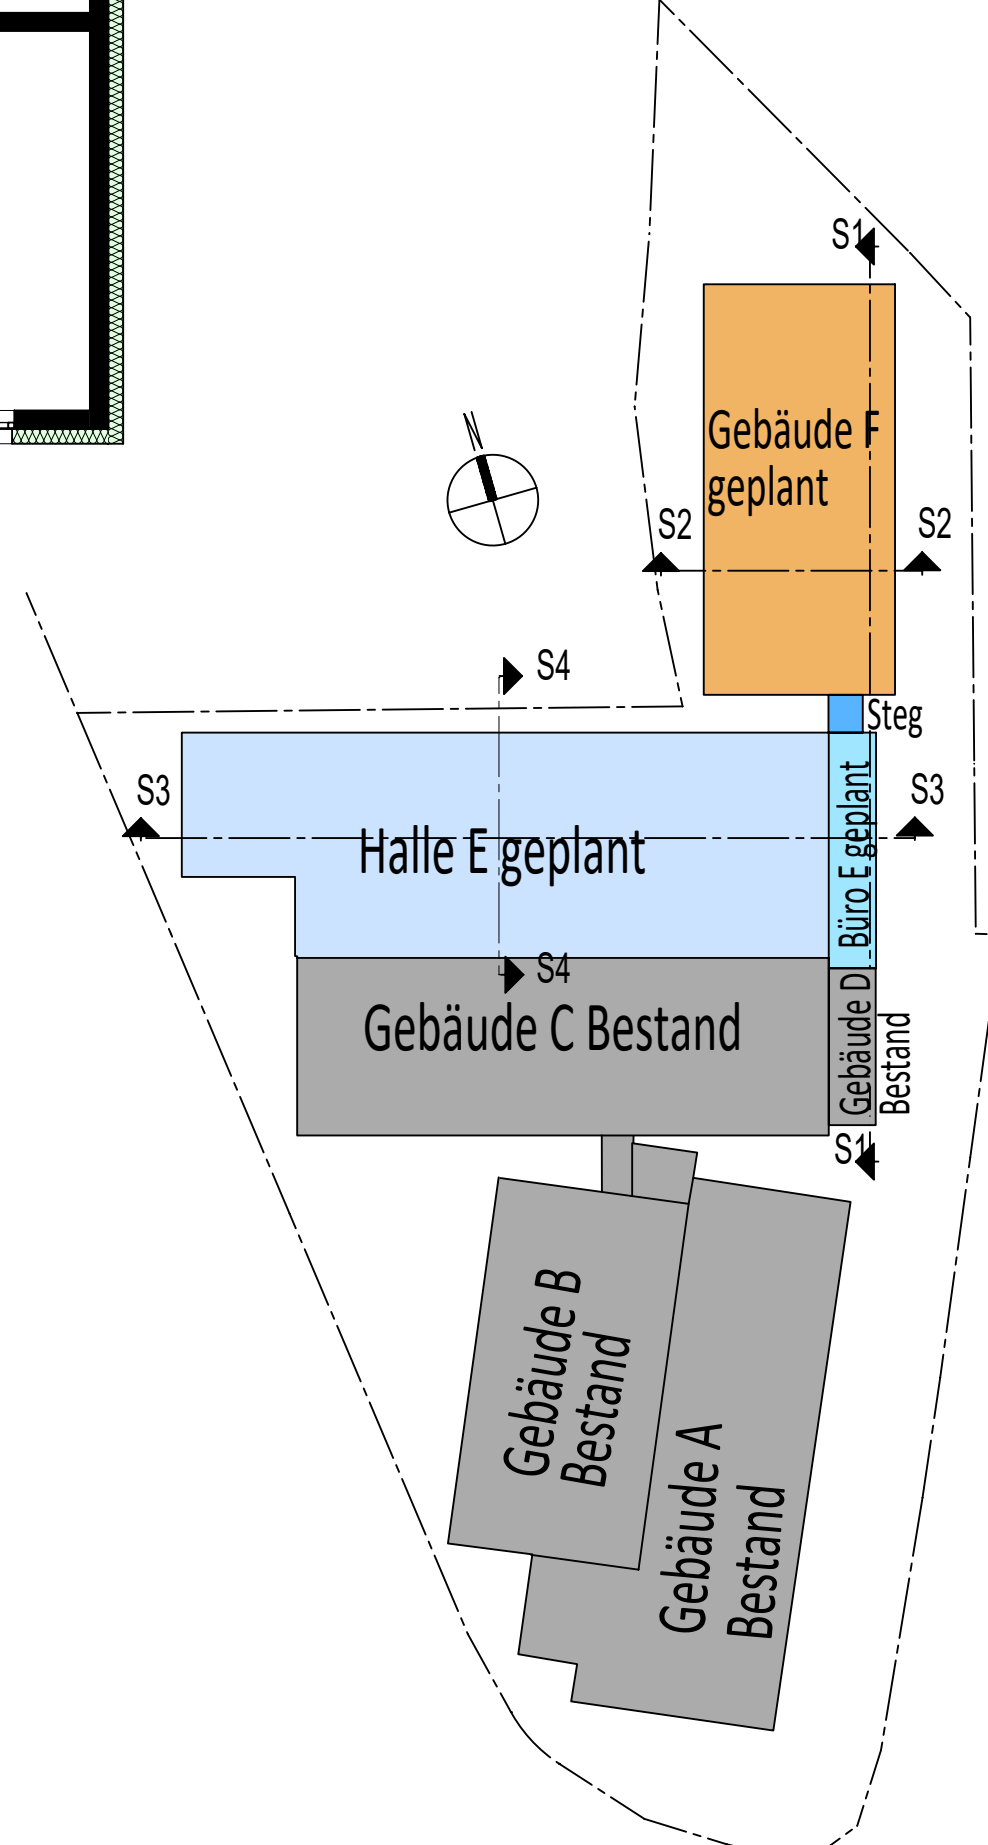 S1
Gebäude F
geplant
N
S2
S2
S4
Steg
S3
S3
Büro E geplant
Halle E geplant
S4
Gebäude C Bestand
Gebäude D
Bestand
S1
Gebäude B
Bestand
Gebäude A
Bestand